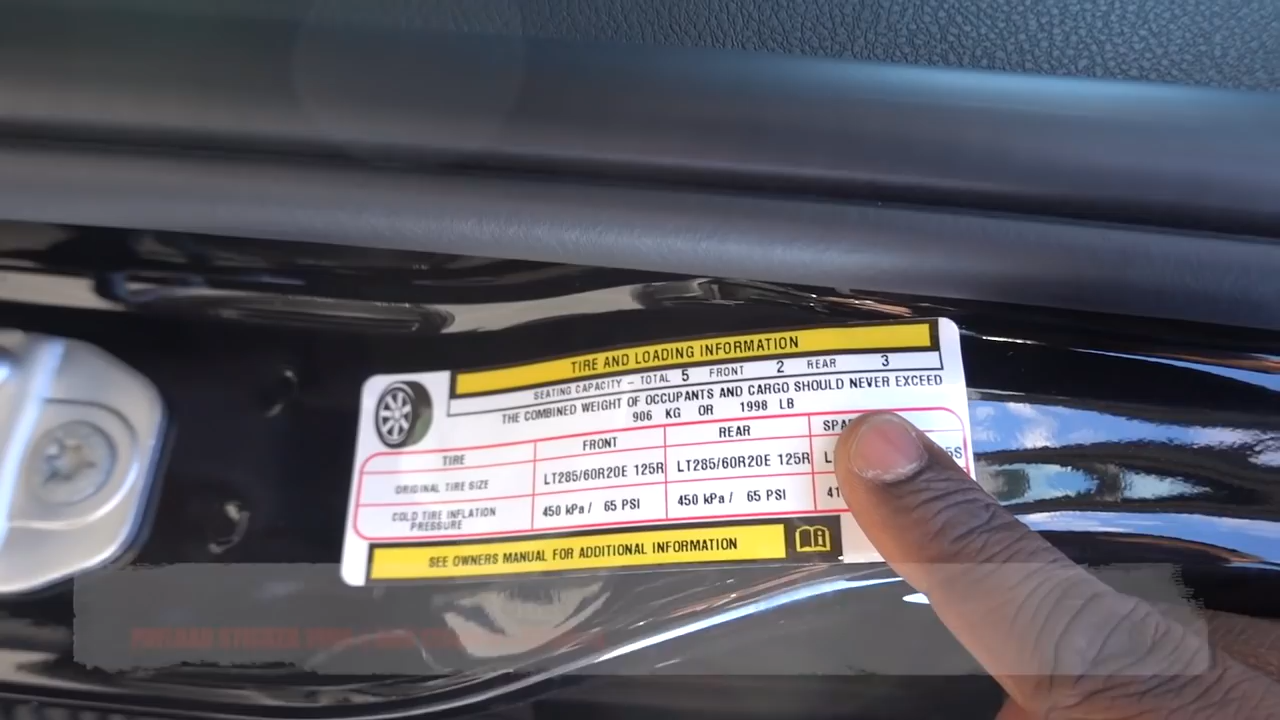 TIRE AND LOADING INFORMATION
SEATING CAPACITY – TOTAL 5 FRONT 2 REAR 3
THE COMBINED WEIGHT OF OCCUPANTS AND CARGO SHOULD NEVER EXCEED
906 KG OR 1998 LB
TIRE FRONT REAR
ORIGINAL TIRE SIZE LT285/60R20E 125R LT285/60R20E 125R
COLD TIRE INFLATION PRESSURE 450 kPa / 65 PSI 450 kPa / 65 PSI
SEE OWNERS MANUAL FOR ADDITIONAL INFORMATION